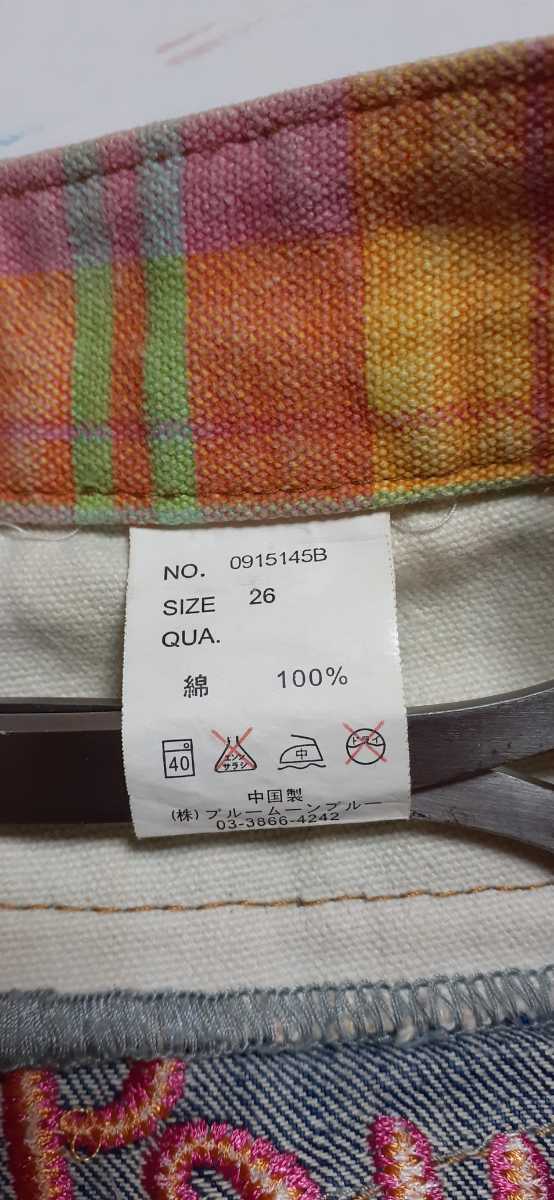 NO. 0915145B
SIZE 26
QUA.
綿 100%
40 エンソ サラシ 中 ドライ
中国製
(株)ブルームーンブルー
03-3866-4242